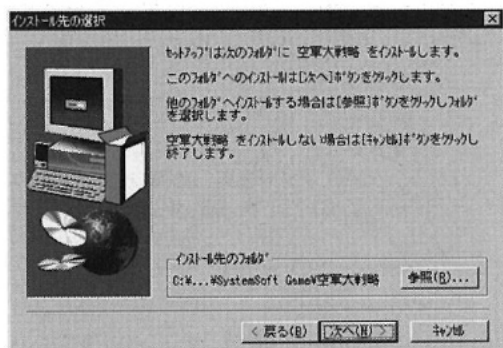 インストール先の選択
セットアップは次のフォルダに 空軍大戦略 をインストールします。
このフォルダへのインストールは[次へ]ボタンをクリックします。
他のフォルダへインストールする場合は[参照]ボタンをクリックしフォルダ
を選択します。
空軍大戦略 をインストールしない場合は[キャンセル]ボタンをクリックし
終了します。
インストール先のフォルダ
C:¥...¥SystemSoft Game¥空軍大戦略
参照(R)...
< 戻る(B)
次へ(N) >
キャンセル